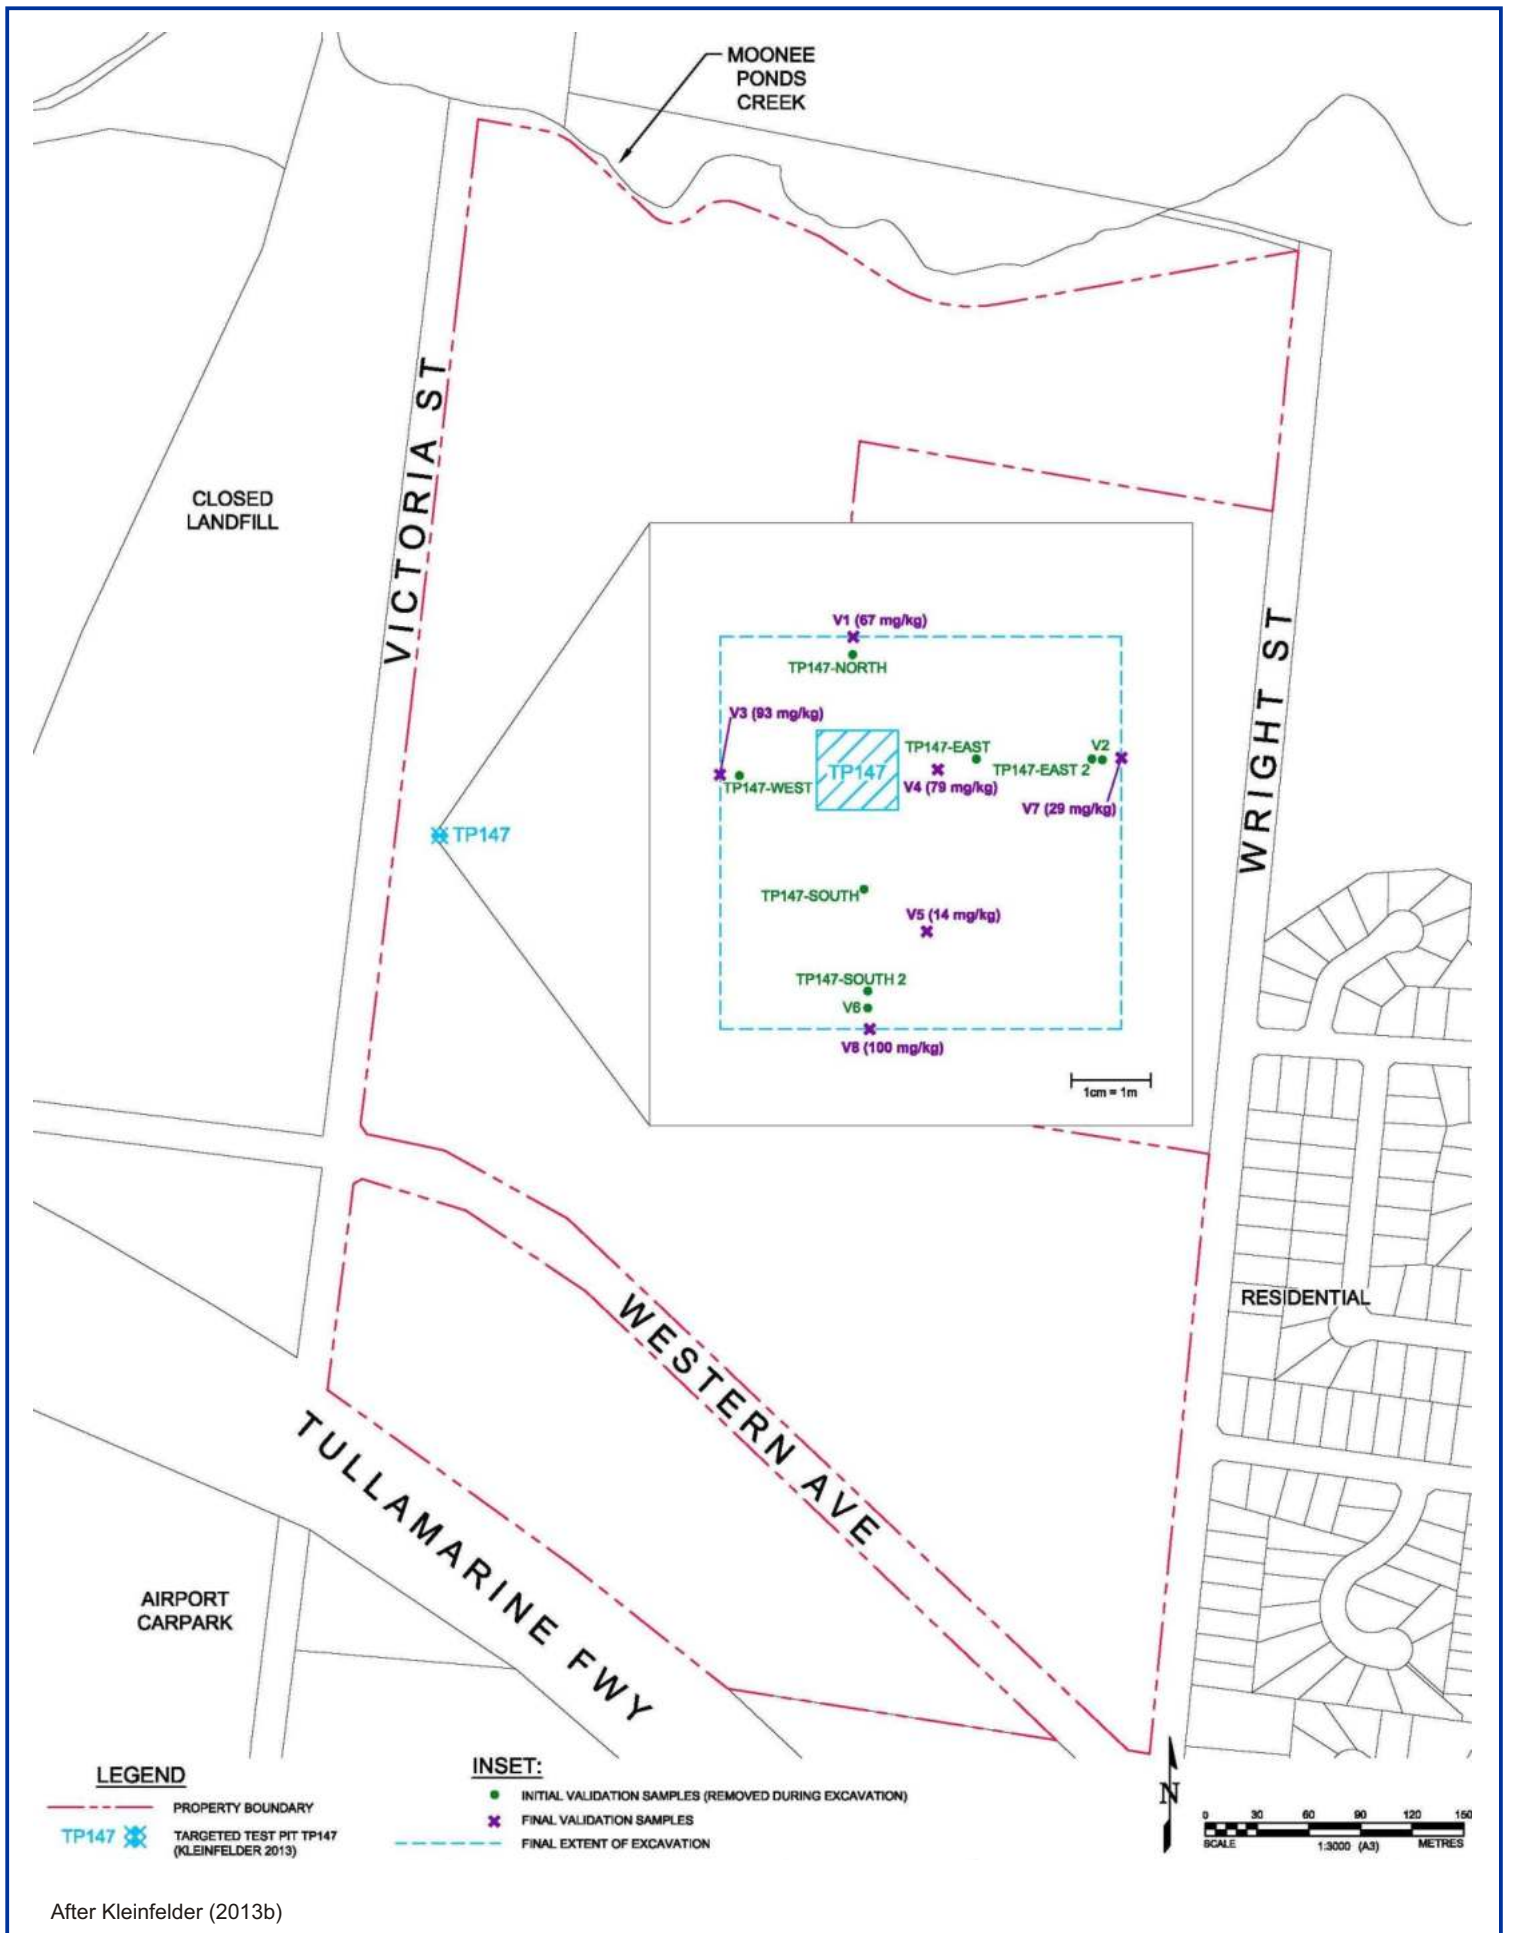 MOONEE
PONDS
CREEK
VICTORIA ST
CLOSED
LANDFILL
V1 (67 mg/kg)
TP147-NORTH
V3 (93 mg/kg)
TP147-EAST
V2
TP147
TP147-EAST 2
TP147-WEST
V4 (79 mg/kg)
V7 (29 mg/kg)
WRIGHT ST
TP147
TP147-SOUTH
V5 (14 mg/kg)
TP147-SOUTH 2
V6
V8 (100 mg/kg)
1cm = 1m
RESIDENTIAL
WESTERN AVE
TULLAMARINE FWY
AIRPORT
CARPARK
LEGEND
PROPERTY BOUNDARY
TP147
TARGETED TEST PIT TP147
(KLEINFELDER 2013)
INSET:
INITIAL VALIDATION SAMPLES (REMOVED DURING EXCAVATION)
FINAL VALIDATION SAMPLES
FINAL EXTENT OF EXCAVATION
N
0 30 60 90 120 150
SCALE 1:3000 (A3) METRES
After Kleinfelder (2013b)